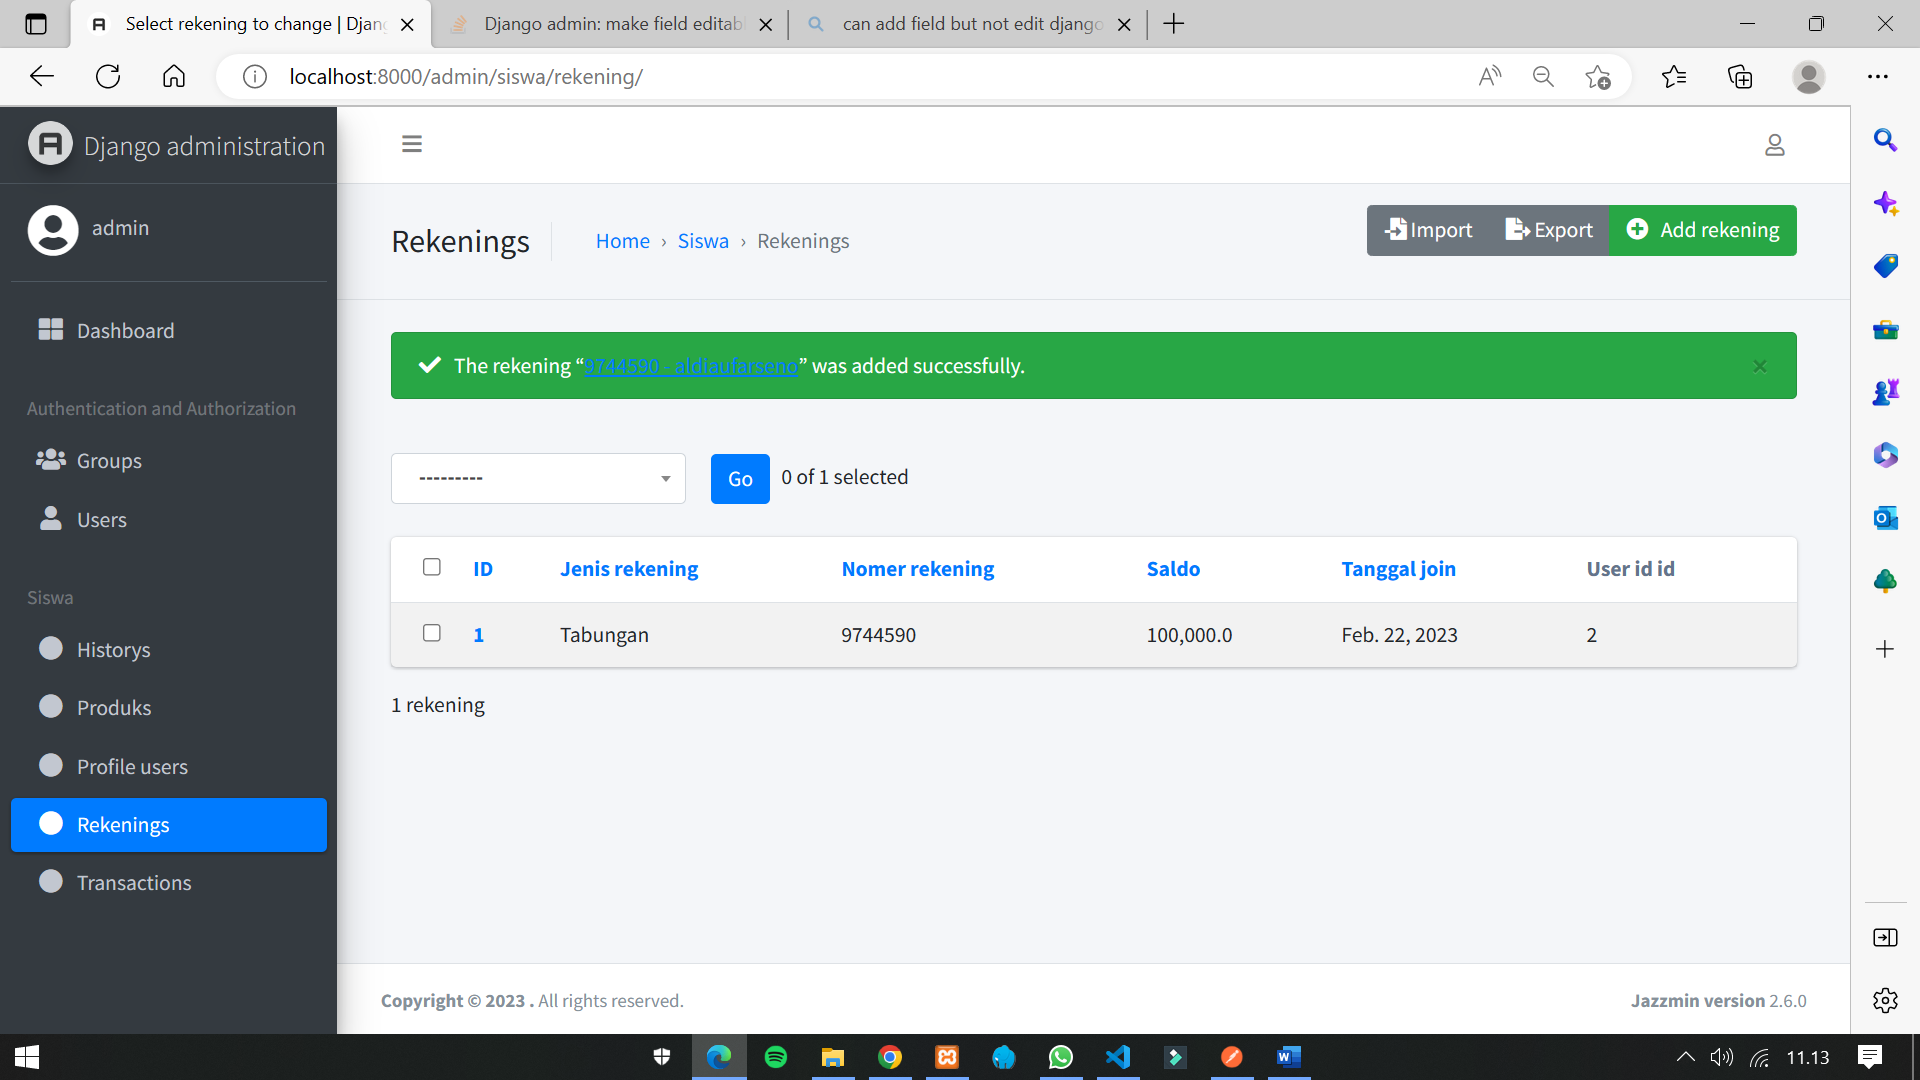 Select rekening to change | Djan
Django admin: make field editab
can add field but not edit django
localhost:8000/admin/siswa/rekening/
Django administration
admin
Dashboard
Authentication and Authorization
Groups
Users
Siswa
Historys
Produks
Profile users
Rekenings
Transactions
Rekenings
Home › Siswa › Rekenings
Import
Export
Add rekening
The rekening “9744590 - aldiaufarseno” was added successfully.
×
---------
Go
0 of 1 selected
ID Jenis rekening Nomer rekening Saldo Tanggal join User id id
1 Tabungan 9744590 100,000.0 Feb. 22, 2023 2
1 rekening
Copyright © 2023 . All rights reserved.
Jazzmin version 2.6.0
11.13